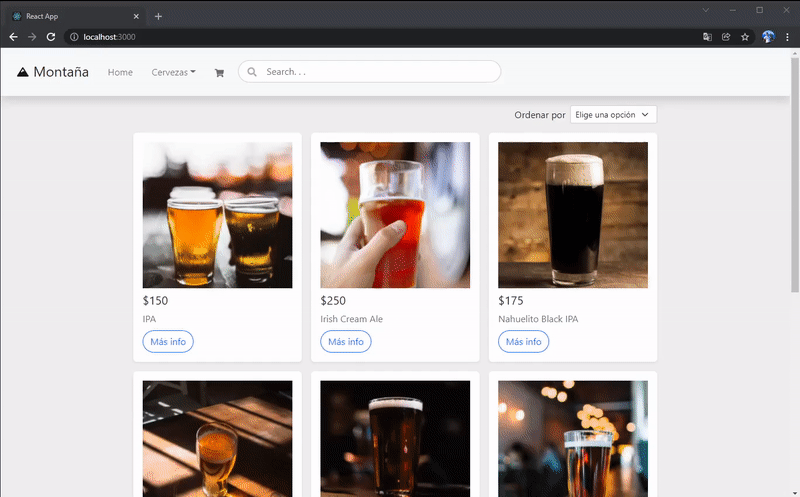 React App
localhost:3000
Montaña Home Cervezas Search. . .
Ordenar por Elige una opción
$150 $250 $175
IPA Irish Cream Ale Nahuelito Black IPA
Más info Más info Más info